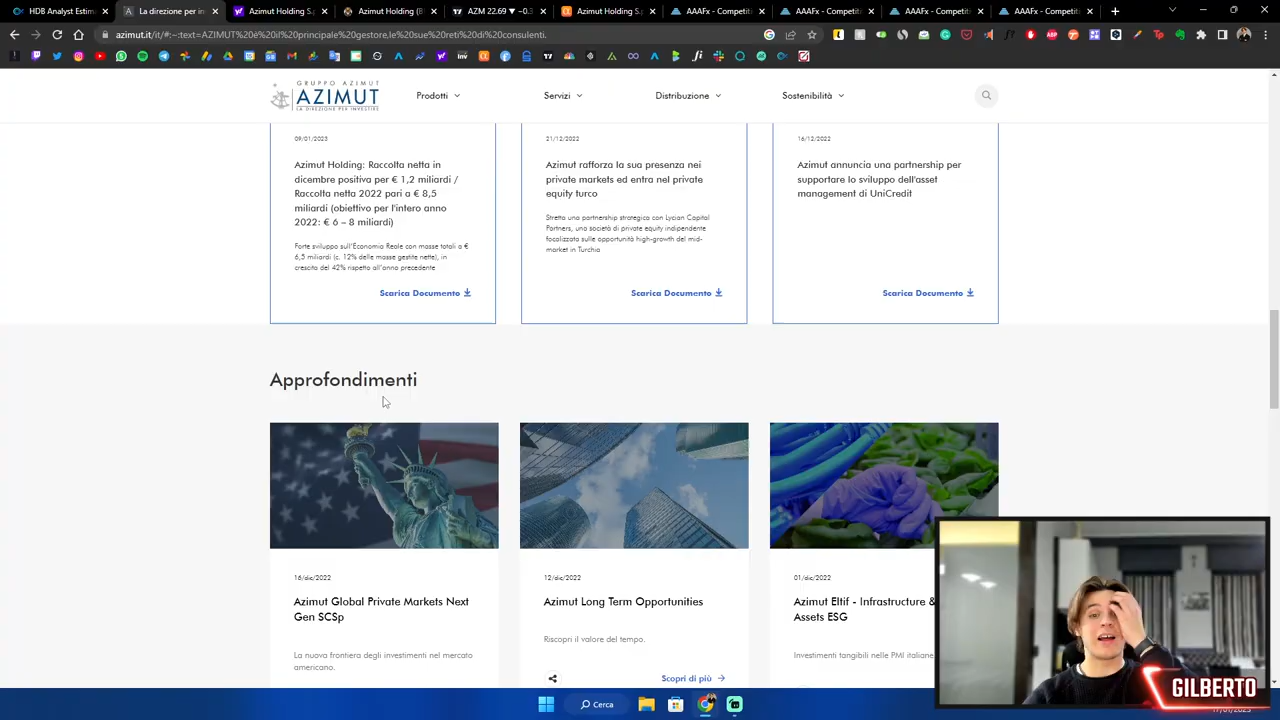 HDB Analyst Estim
La direzione per in
Azimut Holding S
Azimut Holding (B
AZM 22.69 ▼ −0.3
Azimut Holding S.
AAAFx - Competiti
AAAFx - Competiti
AAAFx - Competiti
AAAFx - Competiti
azimut.it/it/#:~:text=AZIMUT%20è%20il%20principale%20gestore,le%20sue%20reti%20di%20consulenti.
GRUPPO AZIMUT
AZIMUT
LA DIREZIONE PER INVESTIRE
Prodotti
Servizi
Distribuzione
Sostenibilità
09/01/2023
Azimut Holding: Raccolta netta in
dicembre positiva per € 1,2 miliardi /
Raccolta netta 2022 pari a € 8,5
miliardi (obiettivo per l'intero anno
2022: € 6 – 8 miliardi)
Forte sviluppo sull'Economia Reale con masse totali a €
6,5 miliardi (c. 12% delle masse gestite nette), in
crescita del 42% rispetto all'anno precedente
Scarica Documento
21/12/2022
Azimut rafforza la sua presenza nei
private markets ed entra nel private
equity turco
Stretta una partnership strategica con Lycian Capital
Partners, una società di private equity indipendente
focalizzata sulle opportunità high-growth del mid-
market in Turchia
Scarica Documento
16/12/2022
Azimut annuncia una partnership per
supportare lo sviluppo dell'asset
management di UniCredit
Scarica Documento
Approfondimenti
16/dic/2022
Azimut Global Private Markets Next
Gen SCSp
La nuova frontiera degli investimenti nel mercato
americano.
12/dic/2022
Azimut Long Term Opportunities
Riscopri il valore del tempo.
Scopri di più
01/dic/2022
Azimut Eltif - Infrastructure &
Assets ESG
Investimenti tangibili nelle PMI italiane
GILBERTO
Cerca
17/01/2023